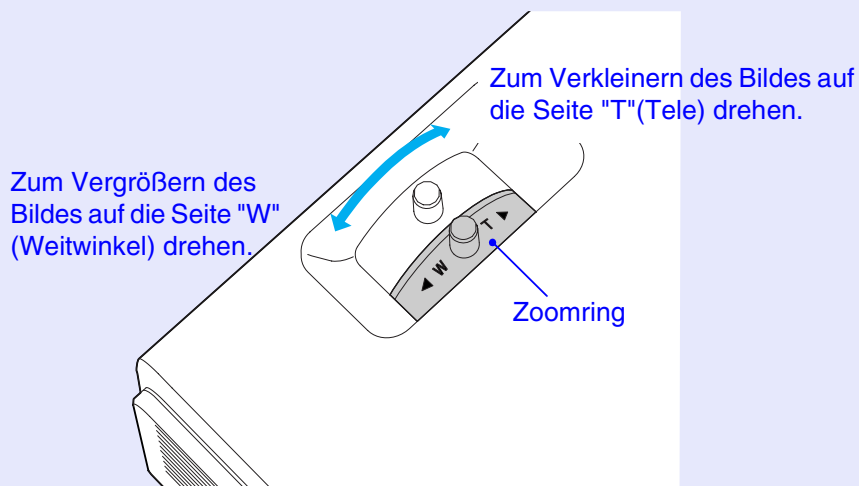 Zum Verkleinern des Bildes auf
die Seite "T"(Tele) drehen.
Zum Vergrößern des
Bildes auf die Seite "W"
(Weitwinkel) drehen.
T ▶
◀ W
Zoomring